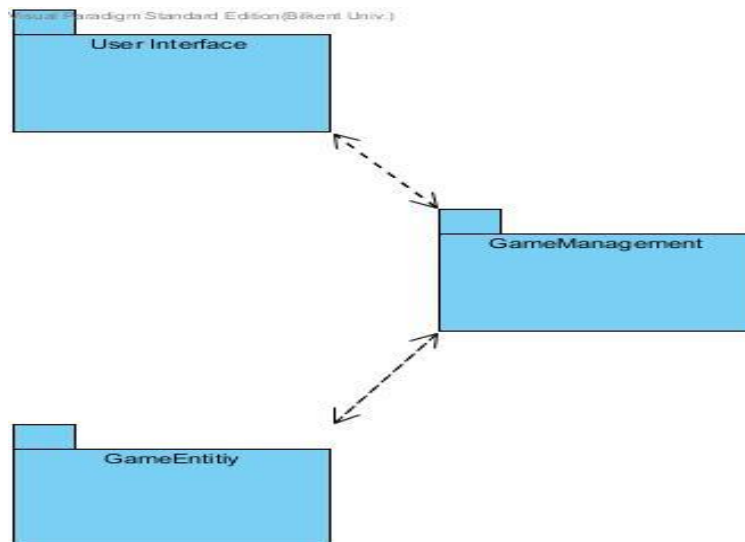 Visual Paradigm Standard Edition(Bilkent Univ.)
User Interface
GameManagement
GameEntitiy